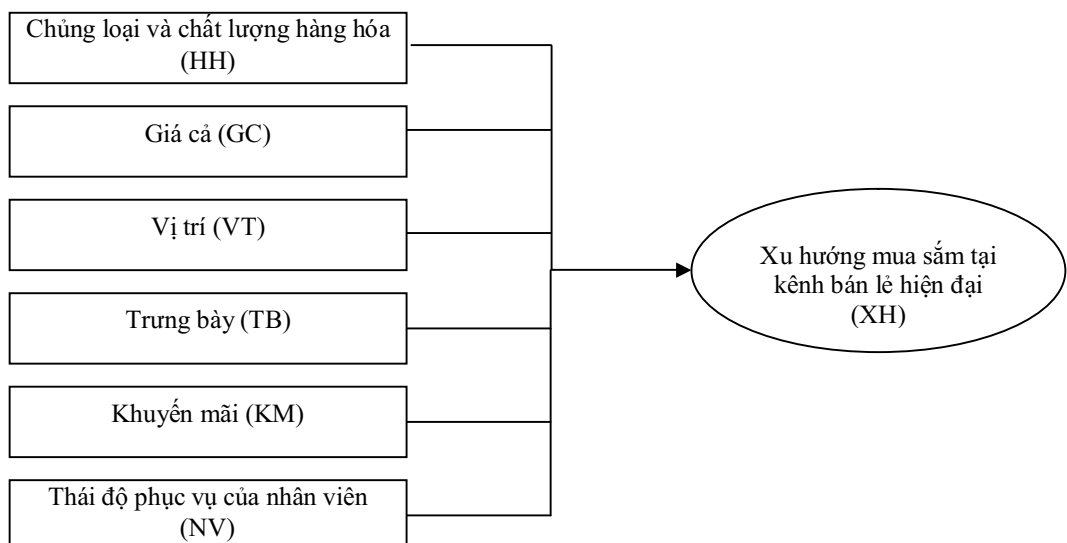 Chủng loại và chất lượng hàng hóa
(HH)
Giá cả (GC)
Vị trí (VT)
Trưng bày (TB)
Khuyến mãi (KM)
Thái độ phục vụ của nhân viên
(NV)
Xu hướng mua sắm tại
kênh bán lẻ hiện đại
(XH)